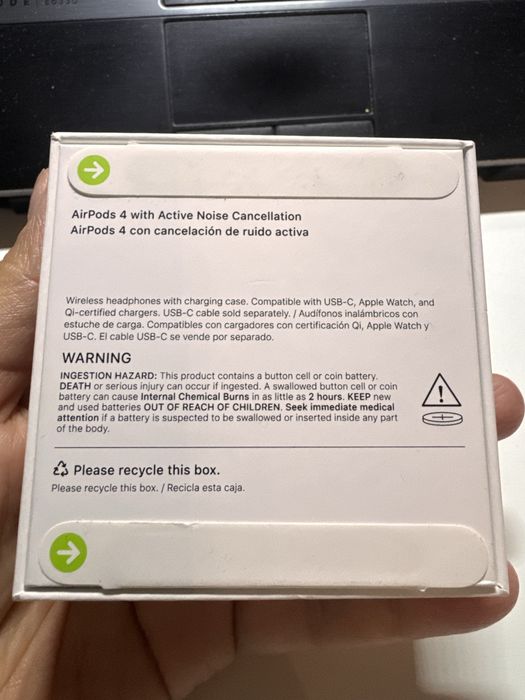 AirPods 4 with Active Noise Cancellation
AirPods 4 con cancelación de ruido activa
Wireless headphones with charging case. Compatible with USB-C, Apple Watch, and
Qi-certified chargers. USB-C cable sold separately. / Audífonos inalámbricos con
estuche de carga. Compatibles con cargadores con certificación Qi, Apple Watch y
USB-C. El cable USB-C se vende por separado.
WARNING
INGESTION HAZARD: This product contains a button cell or coin battery.
DEATH or serious injury can occur if ingested. A swallowed button cell or coin
battery can cause Internal Chemical Burns in as little as 2 hours. KEEP new
and used batteries OUT OF REACH OF CHILDREN. Seek immediate medical
attention if a battery is suspected to be swallowed or inserted inside any part
of the body.
Please recycle this box.
Please recycle this box. / Recicla esta caja.